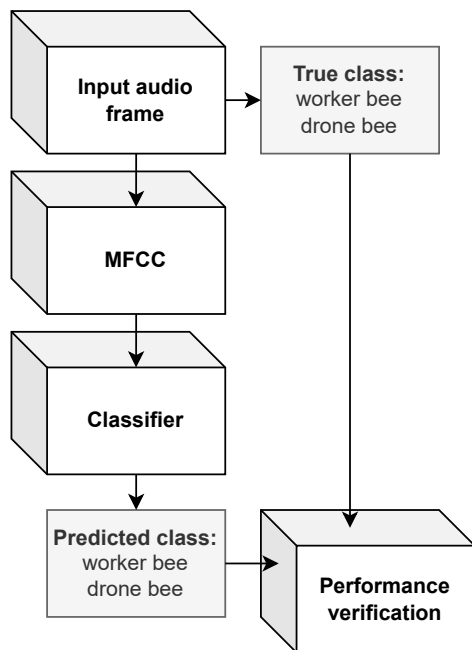 Input audio
frame
True class:
worker bee
drone bee
MFCC
Classifier
Predicted class:
worker bee
drone bee
Performance
verification